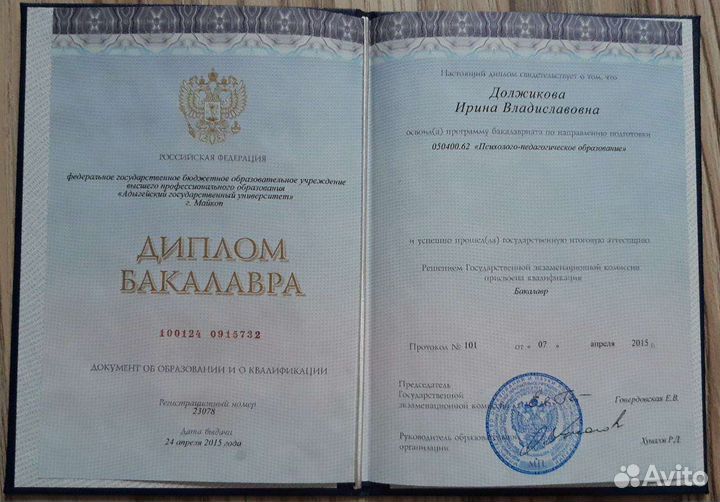 РОССИЙСКАЯ ФЕДЕРАЦИЯ
федеральное государственное бюджетное образовательное учреждение
высшего профессионального образования
«Адыгейский государственный университет»
г. Майкоп
ДИПЛОМ
БАКАЛАВРА
100124 0915732
ДОКУМЕНТ ОБ ОБРАЗОВАНИИ И О КВАЛИФИКАЦИИ
Регистрационный номер
23078
Дата выдачи
24 апреля 2015 года
Настоящий диплом свидетельствует о том, что
Должикова
Ирина Владиславовна
освоил(а) программу бакалавриата по направлению подготовки
050400.62 «Психолого-педагогическое образование»
и успешно прошел(ла) государственную итоговую аттестацию
Решением Государственной экзаменационной комиссии
присвоена квалификация
Бакалавр
Протокол № 101 от « 07 » апреля 2015 г.
Председатель
Государственной
экзаменационной Говердовская Е.В.
Руководитель
организации Хунагов Р.Д.
М.П.
Avito